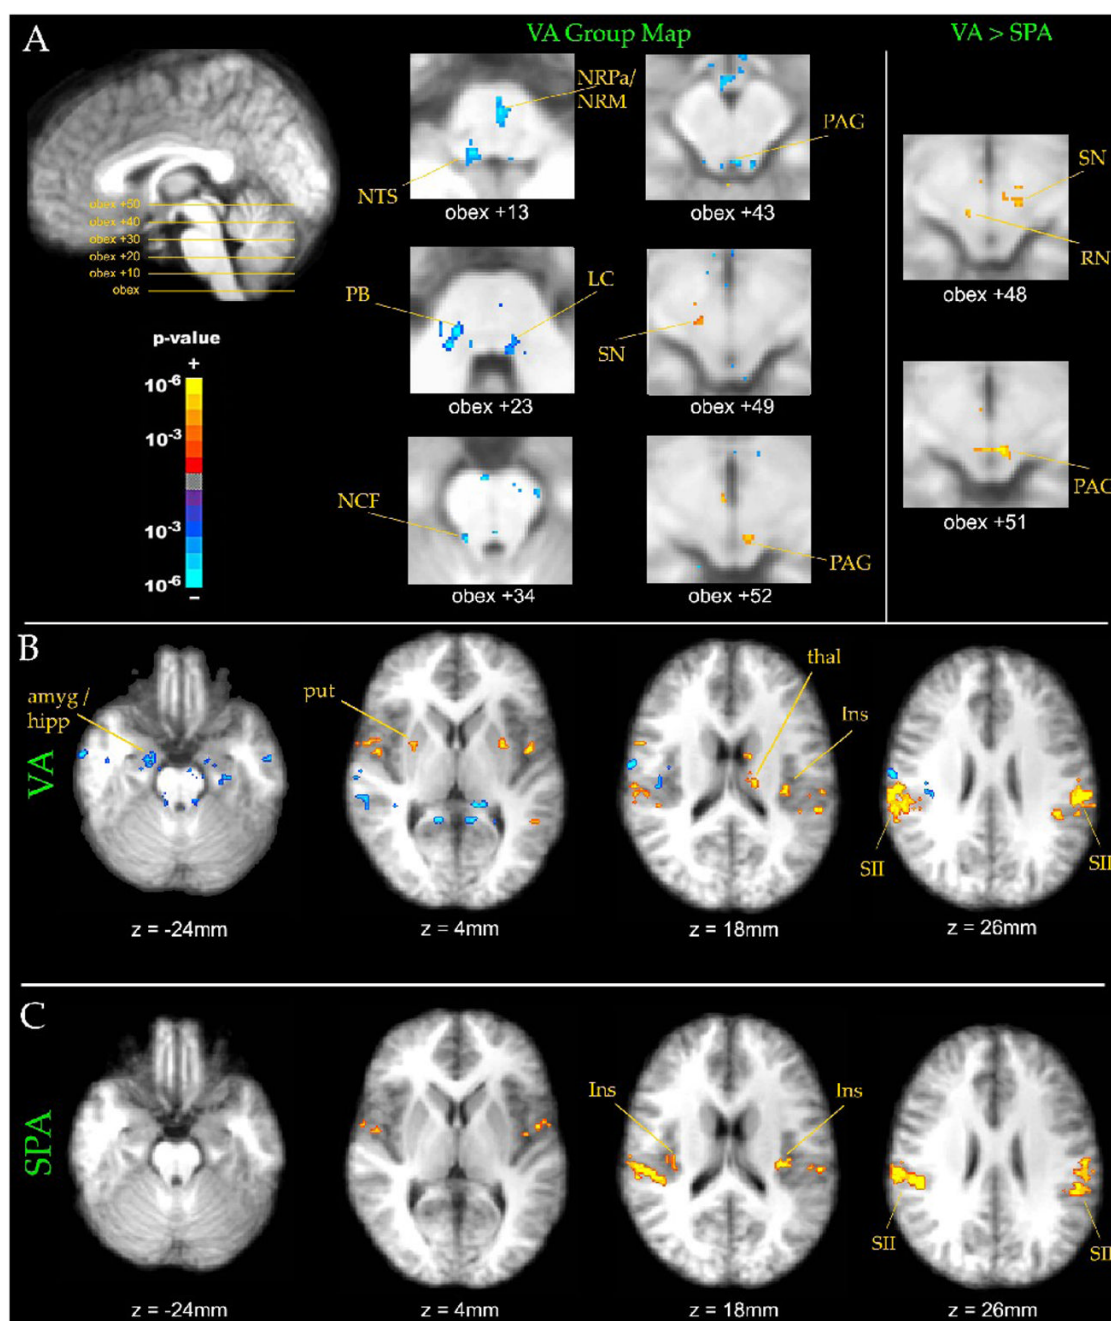 A
VA Group Map
VA > SPA
obex +50
obex +40
obex +30
obex +20
obex +10
obex
p-value
+
10-6
10-3
10-3
10-6
−
NRPa/
NRM
NTS
obex +13
PAG
obex +43
PB
LC
obex +23
SN
obex +49
NCF
obex +34
PAG
obex +52
SN
RN
obex +48
PAG
obex +51
B
VA
amyg /
hipp
put
thal
Ins
SII
SII
z = -24mm
z = 4mm
z = 18mm
z = 26mm
C
SPA
Ins
Ins
SII
SII
z = -24mm
z = 4mm
z = 18mm
z = 26mm